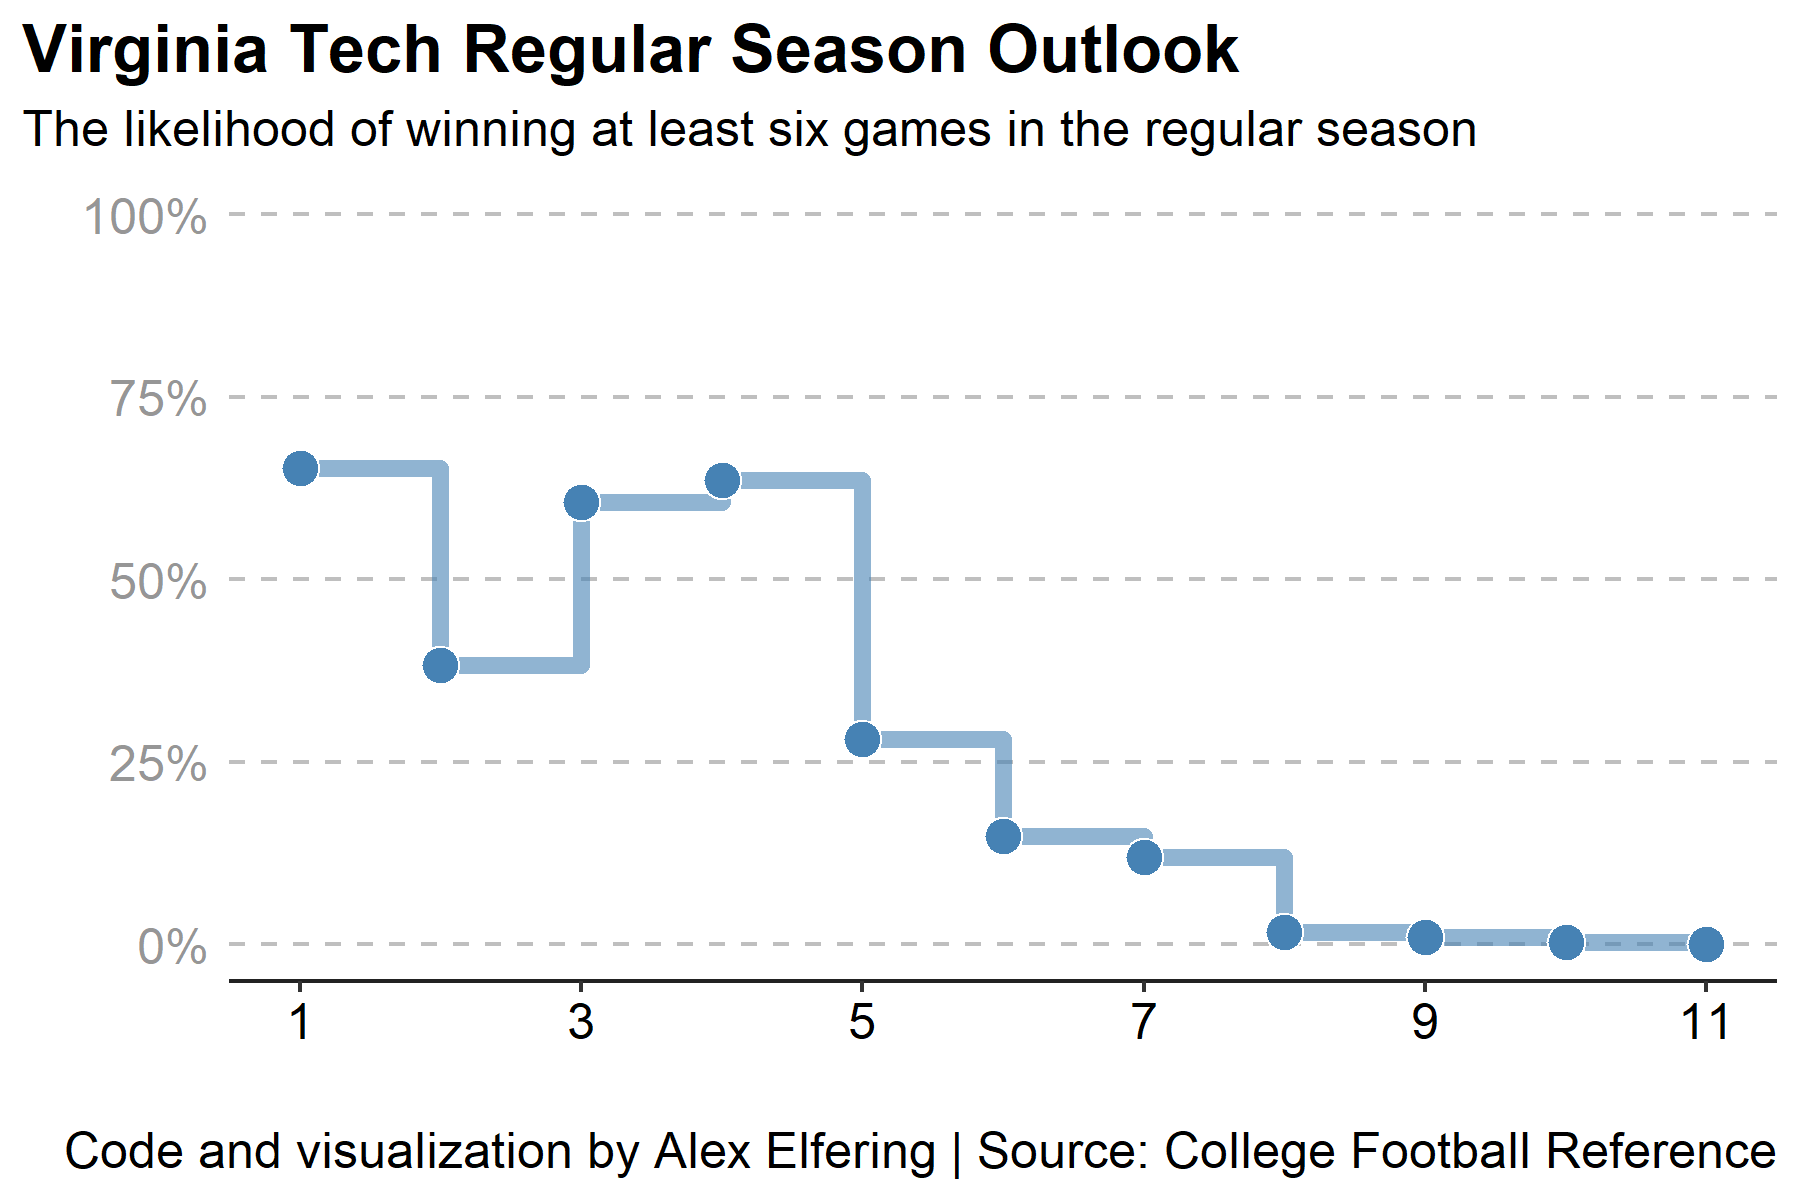 Virginia Tech Regular Season Outlook
The likelihood of winning at least six games in the regular season
100%
75%
50%
25%
0%
1 3 5 7 9 11
Code and visualization by Alex Elfering | Source: College Football Reference